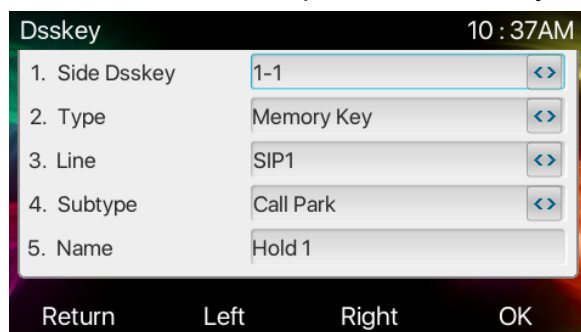 Dsskey 10 : 37AM
1. Side Dsskey 1-1
2. Type Memory Key
3. Line SIP1
4. Subtype Call Park
5. Name Hold 1
Return Left Right OK